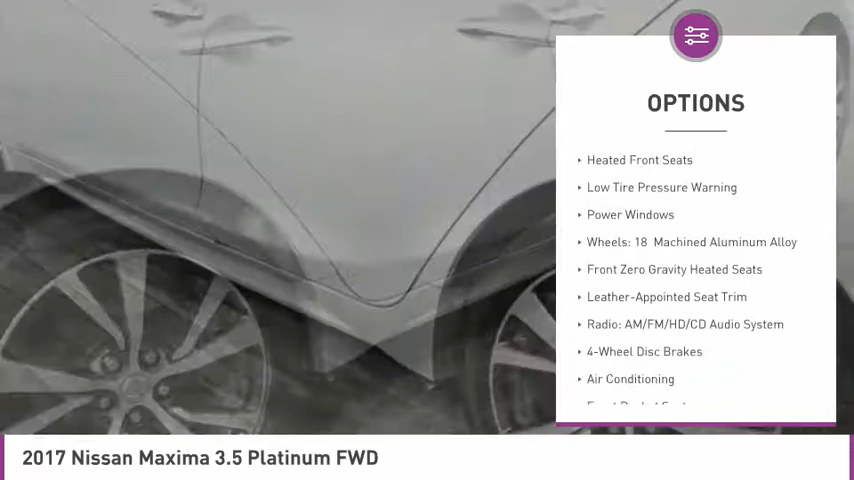 OPTIONS
Heated Front Seats
Low Tire Pressure Warning
Power Windows
Wheels: 18 Machined Aluminum Alloy
Front Zero Gravity Heated Seats
Leather-Appointed Seat Trim
Radio: AM/FM/HD/CD Audio System
4-Wheel Disc Brakes
Air Conditioning
2017 Nissan Maxima 3.5 Platinum FWD